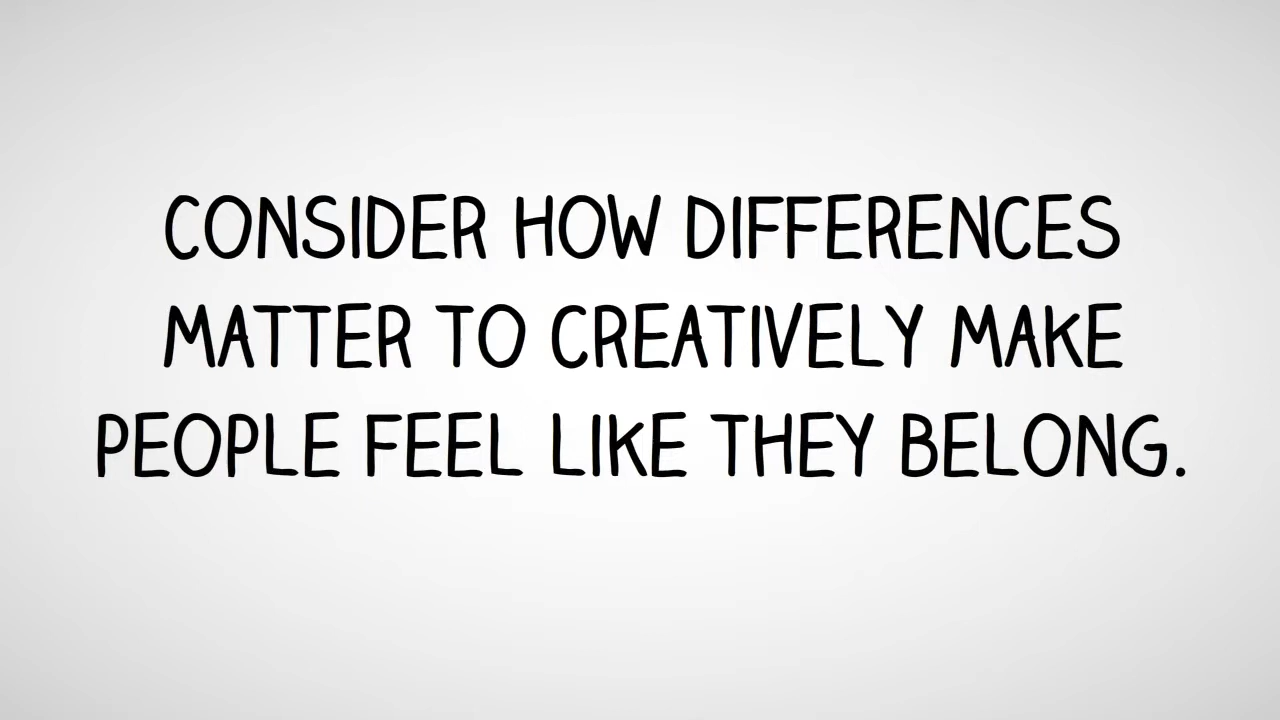 CONSIDER HOW DIFFERENCES
MATTER TO CREATIVELY MAKE
PEOPLE FEEL LIKE THEY BELONG.